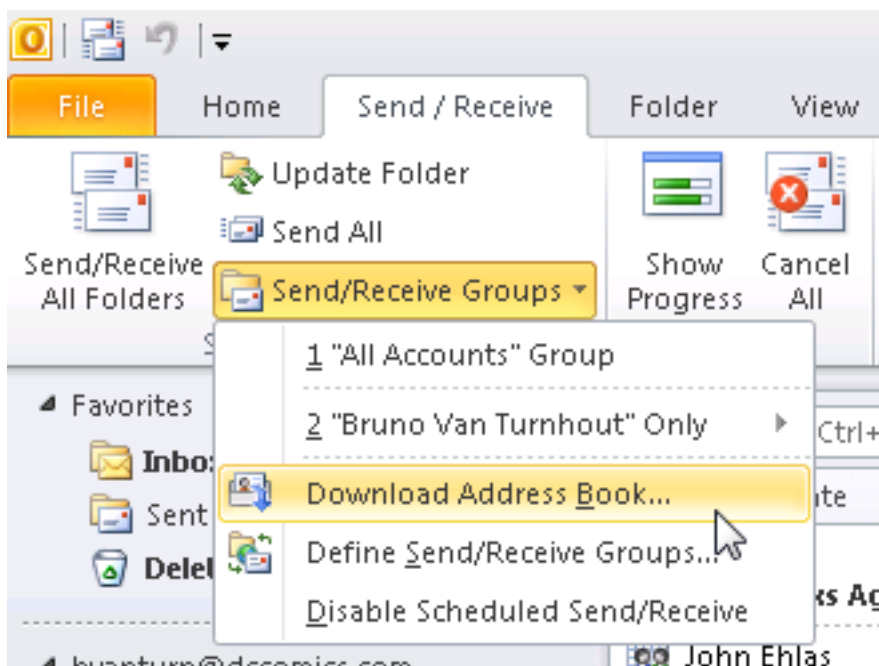 File Home Send / Receive Folder View
Update Folder
Send All
Send/Receive
All Folders
Send/Receive Groups
Show
Progress
Cancel
All
1 "All Accounts" Group
2 "Bruno Van Turnhout" Only
Download Address Book...
Define Send/Receive Groups...
Disable Scheduled Send/Receive
Favorites
Sent
Ctrl+
John Ehlas